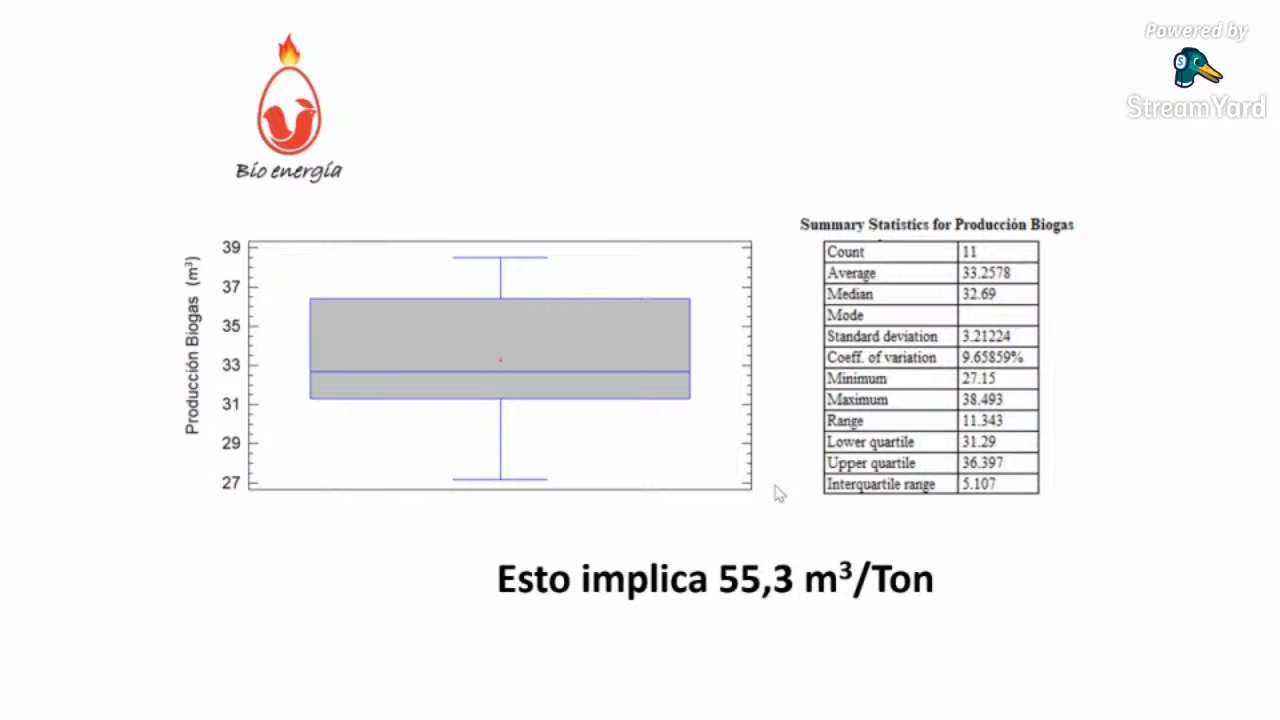 Powered by
StreamYard
Bio energía
Summary Statistics for Producción Biogas
Producción Biogas (m³)
39
37
35
33
31
29
27
Count 11
Average 33.2578
Median 32.69
Mode
Standard deviation 3.21224
Coeff. of variation 9.65859%
Minimum 27.15
Maximum 38.493
Range 11.343
Lower quartile 31.29
Upper quartile 36.397
Interquartile range 5.107
Esto implica 55,3 m³/Ton